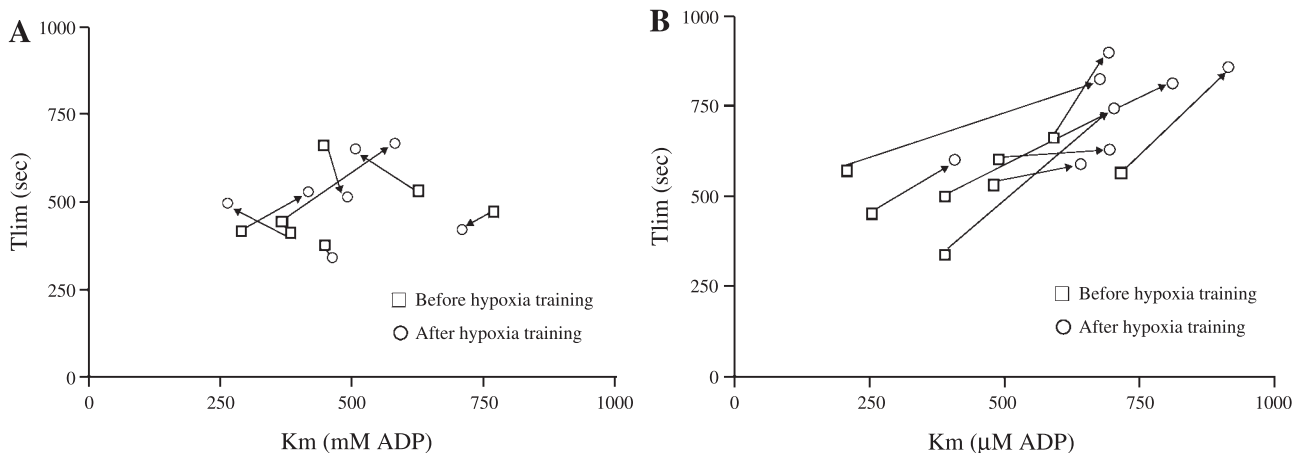 A
1000
750
500
250
0
Tlim (sec)
0 250 500 750 1000
Km (mM ADP)
Before hypoxia training
After hypoxia training
B
1000
750
500
250
0
Tlim (sec)
0 250 500 750 1000
Km (μM ADP)
Before hypoxia training
After hypoxia training